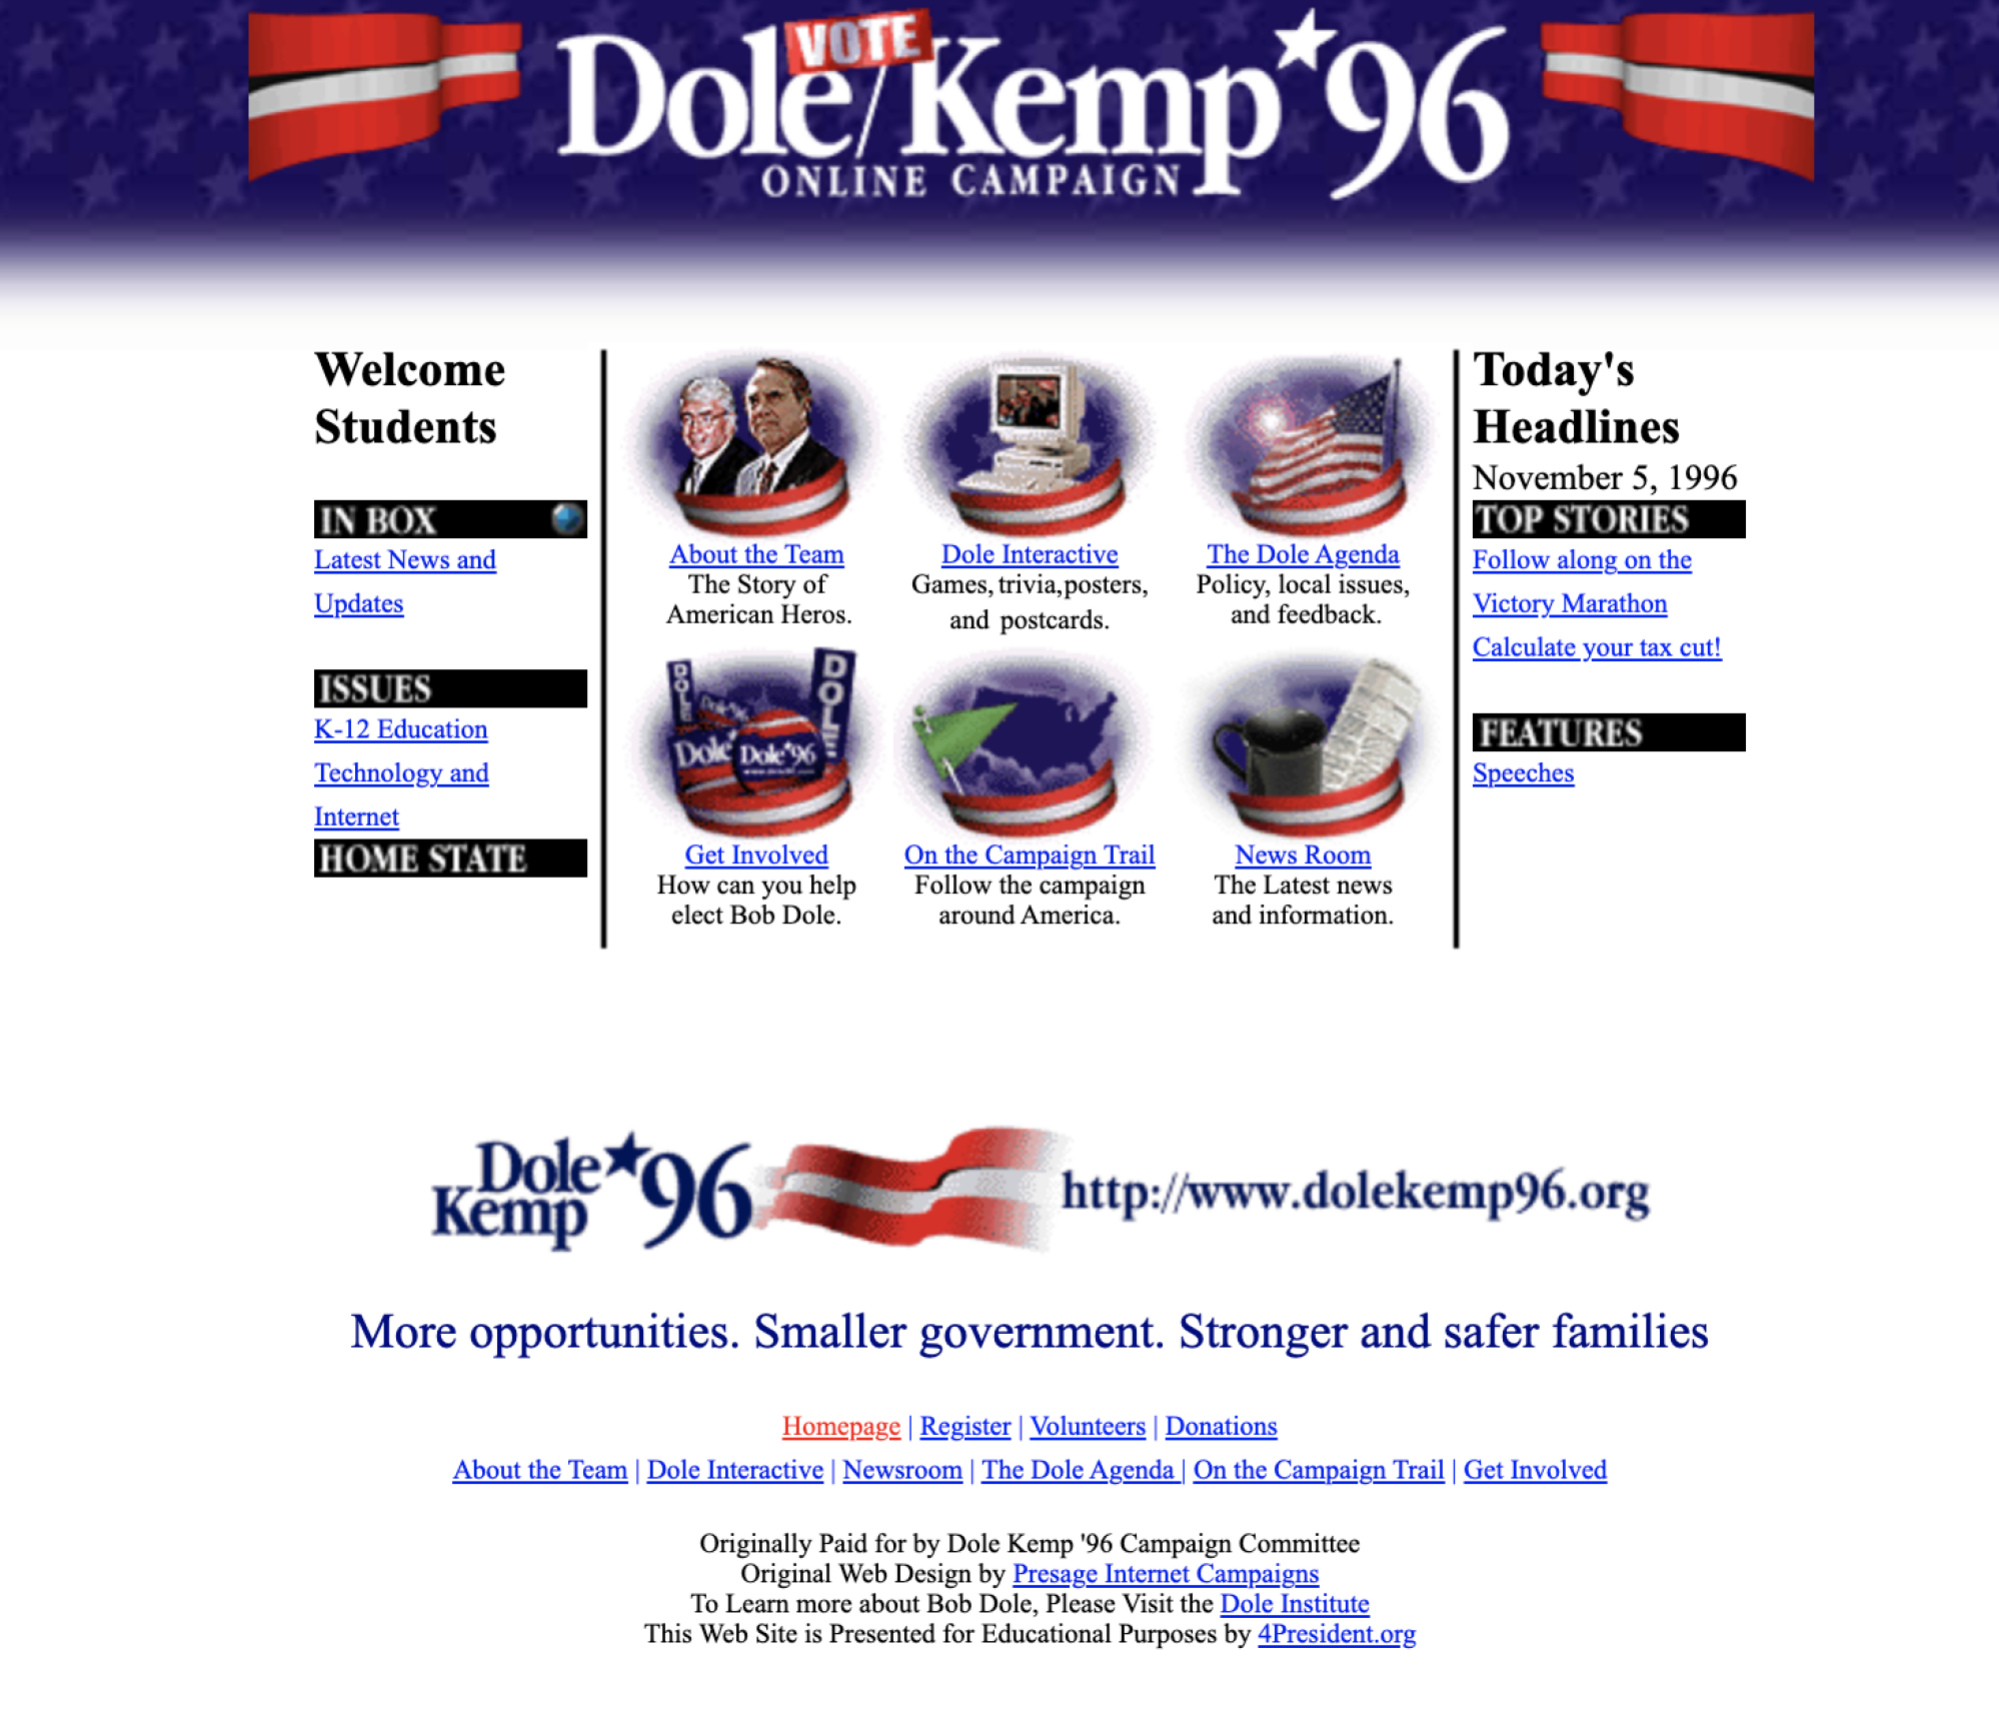 VOTE
Dole/Kemp★'96
ONLINE CAMPAIGN
Welcome
Students
IN BOX
Latest News and
Updates
ISSUES
K-12 Education
Technology and
Internet
HOME STATE
About the Team
The Story of
American Heros.
Dole Interactive
Games, trivia,posters,
and postcards.
The Dole Agenda
Policy, local issues,
and feedback.
DOLE
DOLE
Dole'96
Dole
Dole★'96
Get Involved
How can you help
elect Bob Dole.
On the Campaign Trail
Follow the campaign
around America.
News Room
The Latest news
and information.
Today's
Headlines
November 5, 1996
TOP STORIES
Follow along on the
Victory Marathon
Calculate your tax cut!
FEATURES
Speeches
Dole★'96
Kemp
http://www.dolekemp96.org
More opportunities. Smaller government. Stronger and safer families
Homepage | Register | Volunteers | Donations
About the Team | Dole Interactive | Newsroom | The Dole Agenda | On the Campaign Trail | Get Involved
Originally Paid for by Dole Kemp '96 Campaign Committee
Original Web Design by Presage Internet Campaigns
To Learn more about Bob Dole, Please Visit the Dole Institute
This Web Site is Presented for Educational Purposes by 4President.org